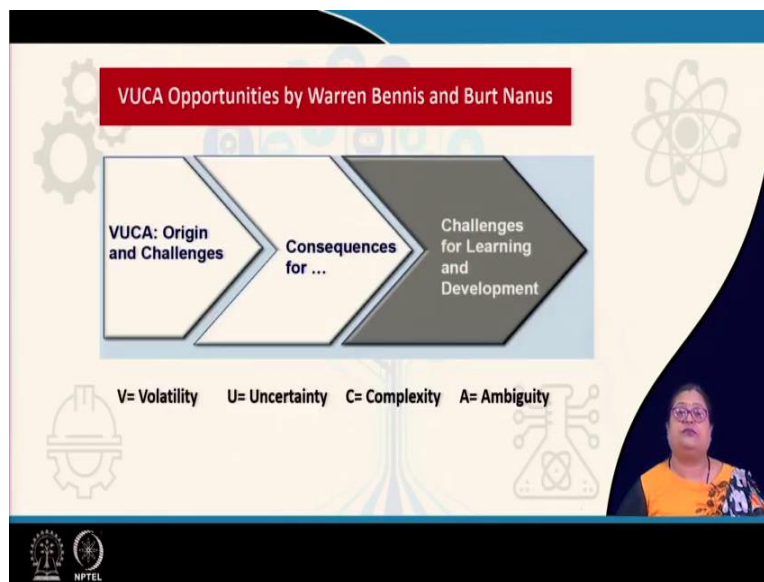 VUCA Opportunities by Warren Bennis and Burt Nanus
VUCA: Origin
and Challenges
Consequences
for ...
Challenges
for Learning
and
Development
V= Volatility U= Uncertainty C= Complexity A= Ambiguity
NPTEL